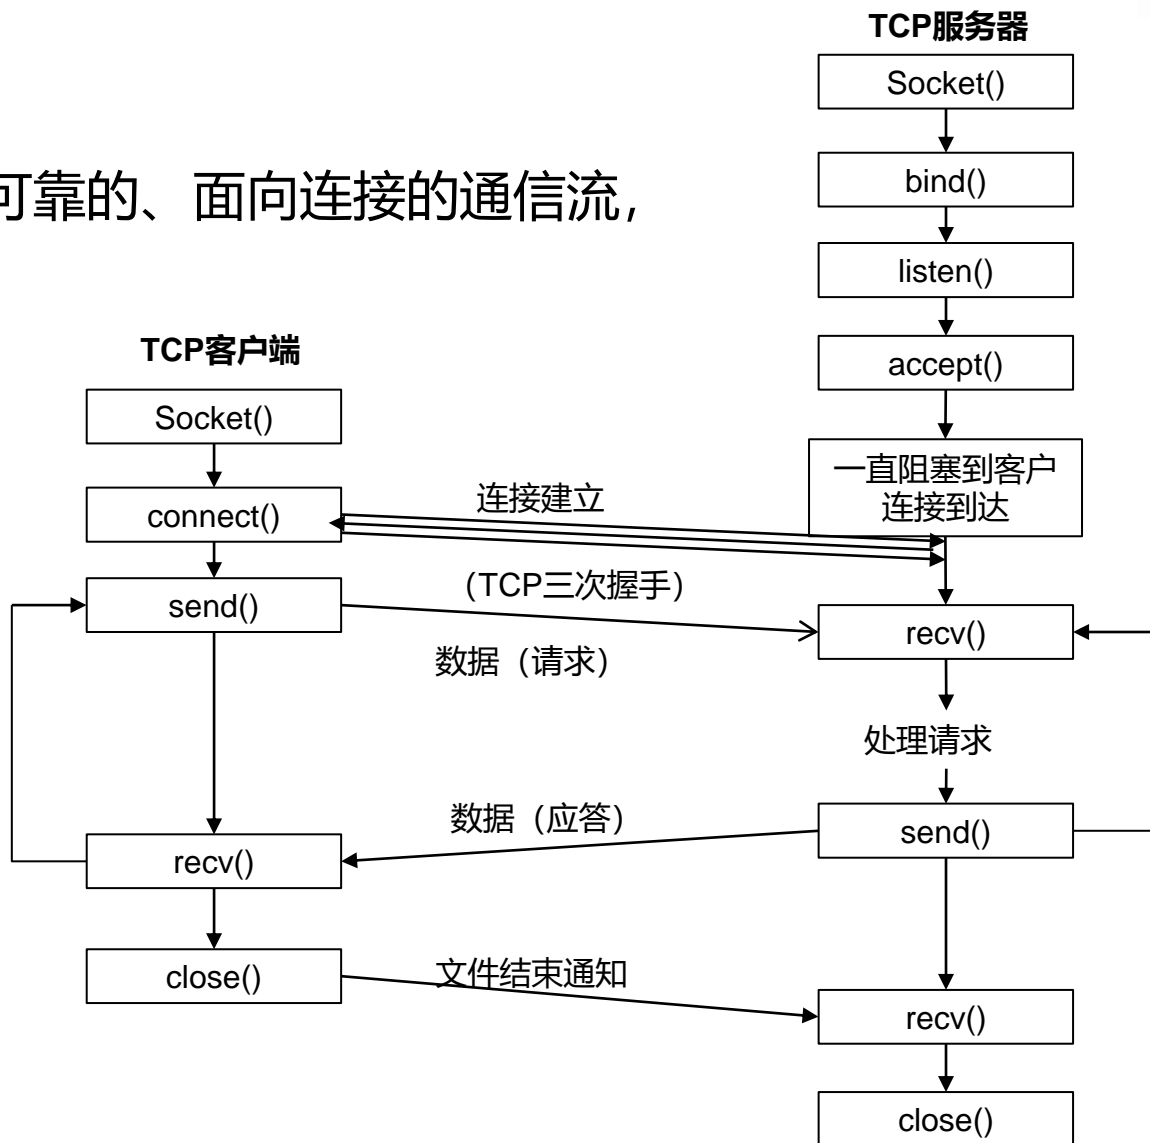 TCP服务器
Socket()
bind()
可靠的、面向连接的通信流,
listen()
TCP客户端
accept()
Socket()
一直阻塞到客户
连接到达
connect()
连接建立
(TCP三次握手)
send()
recv()
数据（请求）
处理请求
数据（应答）
send()
recv()
close()
文件结束通知
recv()
close()